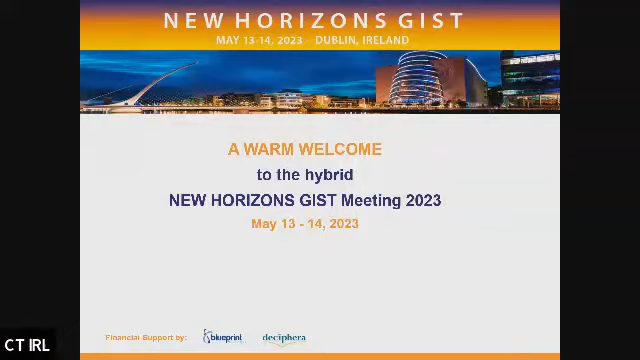 NEW HORIZONS GIST
MAY 13-14, 2023 – DUBLIN, IRELAND
A WARM WELCOME
to the hybrid
NEW HORIZONS GIST Meeting 2023
May 13 - 14, 2023
Financial Support by: blueprint deciphera
CT IRL